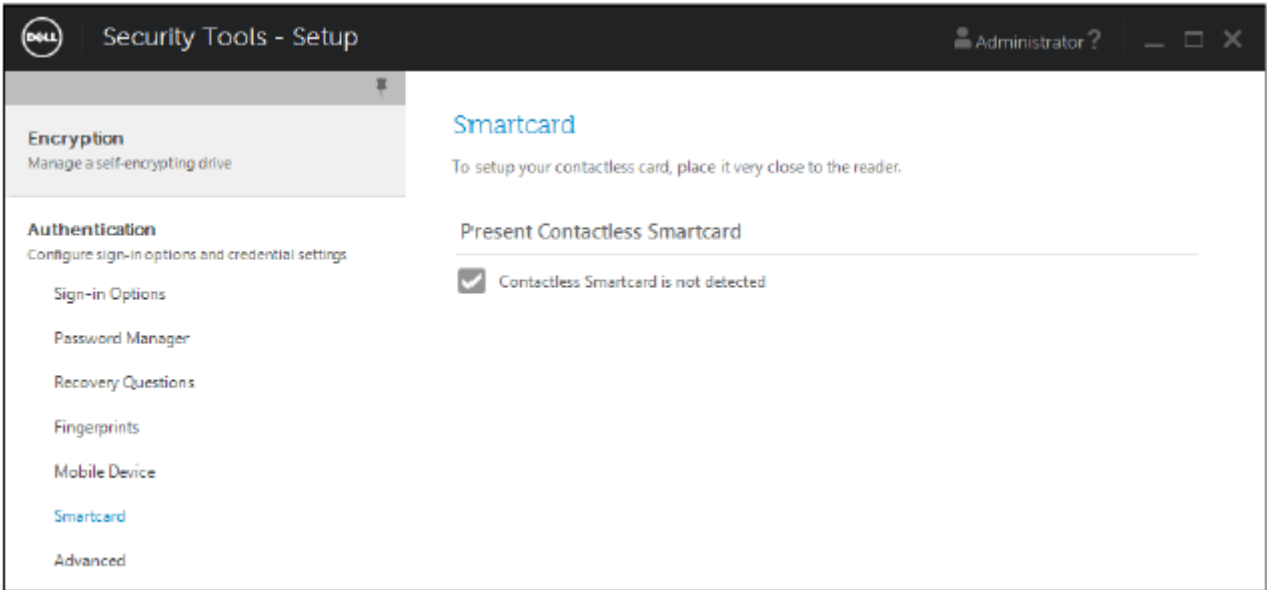 DELL
Security Tools - Setup
Administrator ?
Encryption
Manage a self-encrypting drive
Authentication
Configure sign-in options and credential settings
Sign-in Options
Password Manager
Recovery Questions
Fingerprints
Mobile Device
Smartcard
Advanced
Smartcard
To setup your contactless card, place it very close to the reader.
Present Contactless Smartcard
Contactless Smartcard is not detected